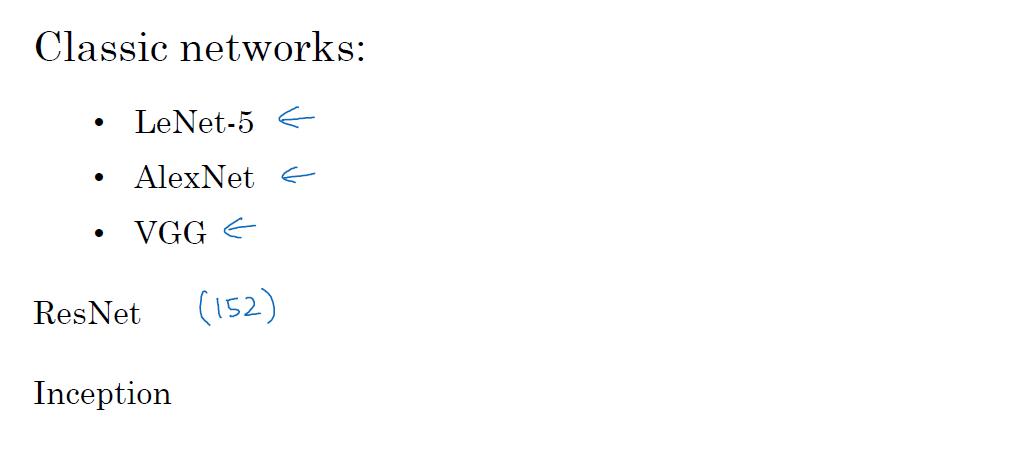 Classic networks:
• LeNet-5 ←
• AlexNet ←
• VGG ←
ResNet (152)
Inception